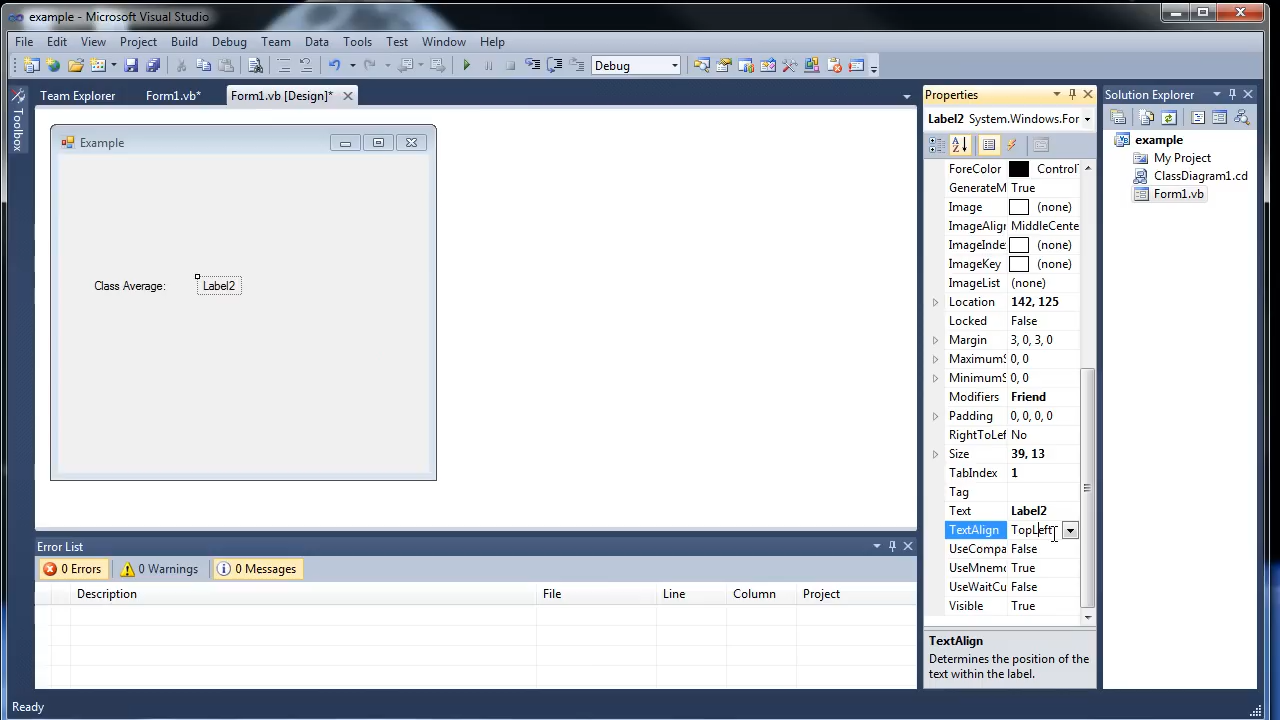 example - Microsoft Visual Studio
File Edit View Project Build Debug Team Data Tools Test Window Help
Debug
Toolbox
Team Explorer Form1.vb* Form1.vb [Design]*
Example
Class Average: Label2
Properties
Label2 System.Windows.For
ForeColor Control
GenerateM True
Image (none)
ImageAlign MiddleCente
ImageIndex (none)
ImageKey (none)
ImageList (none)
Location 142, 125
Locked False
Margin 3, 0, 3, 0
MaximumS 0, 0
MinimumS 0, 0
Modifiers Friend
Padding 0, 0, 0, 0
RightToLef No
Size 39, 13
TabIndex 1
Tag
Text Label2
TextAlign TopLeft
UseCompa False
UseMnemo True
UseWaitCu False
Visible True
TextAlign
Determines the position of the
text within the label.
Solution Explorer
example
My Project
ClassDiagram1.cd
Form1.vb
Error List
0 Errors 0 Warnings 0 Messages
Description File Line Column Project
Ready